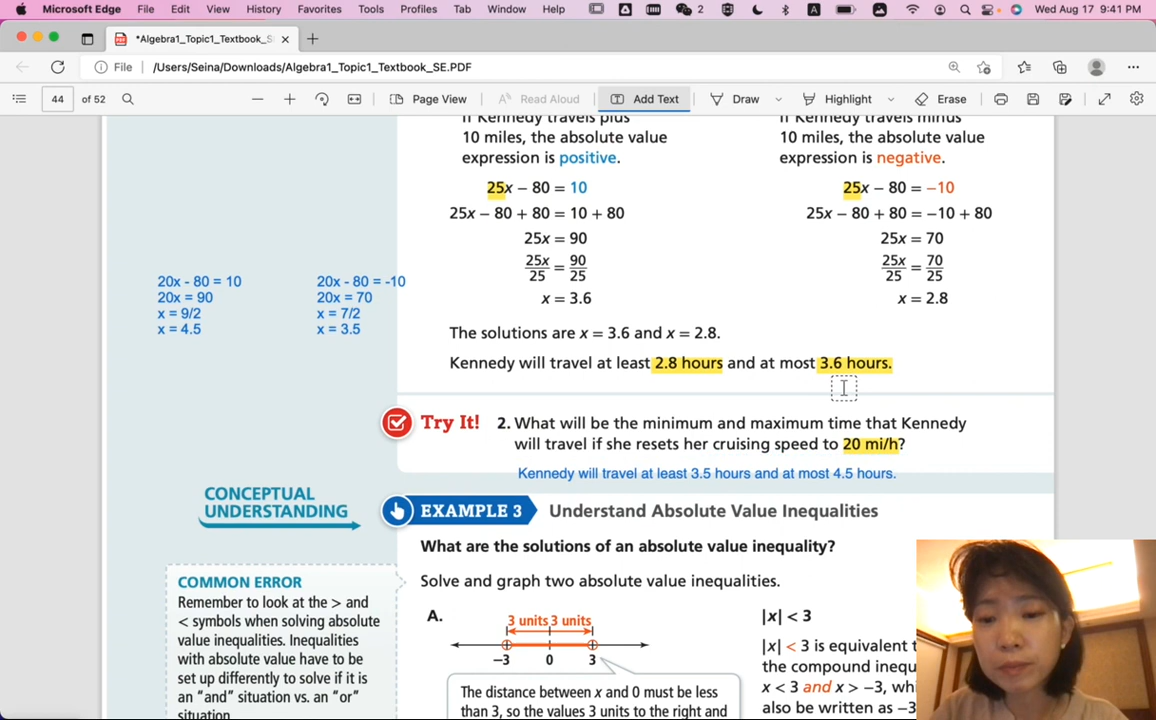 Microsoft Edge File Edit View History Favorites Tools Profiles Tab Window Help 2 A Wed Aug 17 9:41 PM
*Algebra1_Topic1_Textbook_S
File /Users/Seina/Downloads/Algebra1_Topic1_Textbook_SE.PDF
44 of 52 Page View Read Aloud Add Text Draw Highlight Erase
If Kennedy travels plus
10 miles, the absolute value
expression is positive.
25x − 80 = 10
25x − 80 + 80 = 10 + 80
25x = 90
25x/25 = 90/25
x = 3.6
If Kennedy travels minus
10 miles, the absolute value
expression is negative.
25x − 80 = −10
25x − 80 + 80 = −10 + 80
25x = 70
25x/25 = 70/25
x = 2.8
20x - 80 = 10
20x = 90
x = 9/2
x = 4.5
20x - 80 = -10
20x = 70
x = 7/2
x = 3.5
The solutions are x = 3.6 and x = 2.8.
Kennedy will travel at least 2.8 hours and at most 3.6 hours.
Try It! 2. What will be the minimum and maximum time that Kennedy
will travel if she resets her cruising speed to 20 mi/h?
Kennedy will travel at least 3.5 hours and at most 4.5 hours.
CONCEPTUAL
UNDERSTANDING
EXAMPLE 3 Understand Absolute Value Inequalities
What are the solutions of an absolute value inequality?
Solve and graph two absolute value inequalities.
COMMON ERROR
Remember to look at the > and
< symbols when solving absolute
value inequalities. Inequalities
with absolute value have to be
set up differently to solve if it is
an “and” situation vs. an “or”
situation.
A.
3 units 3 units
−3 0 3
The distance between x and 0 must be less
than 3, so the values 3 units to the right and
|x| < 3
|x| < 3 is equivalent
the compound
x < 3 and x > −3,
also be written as −3